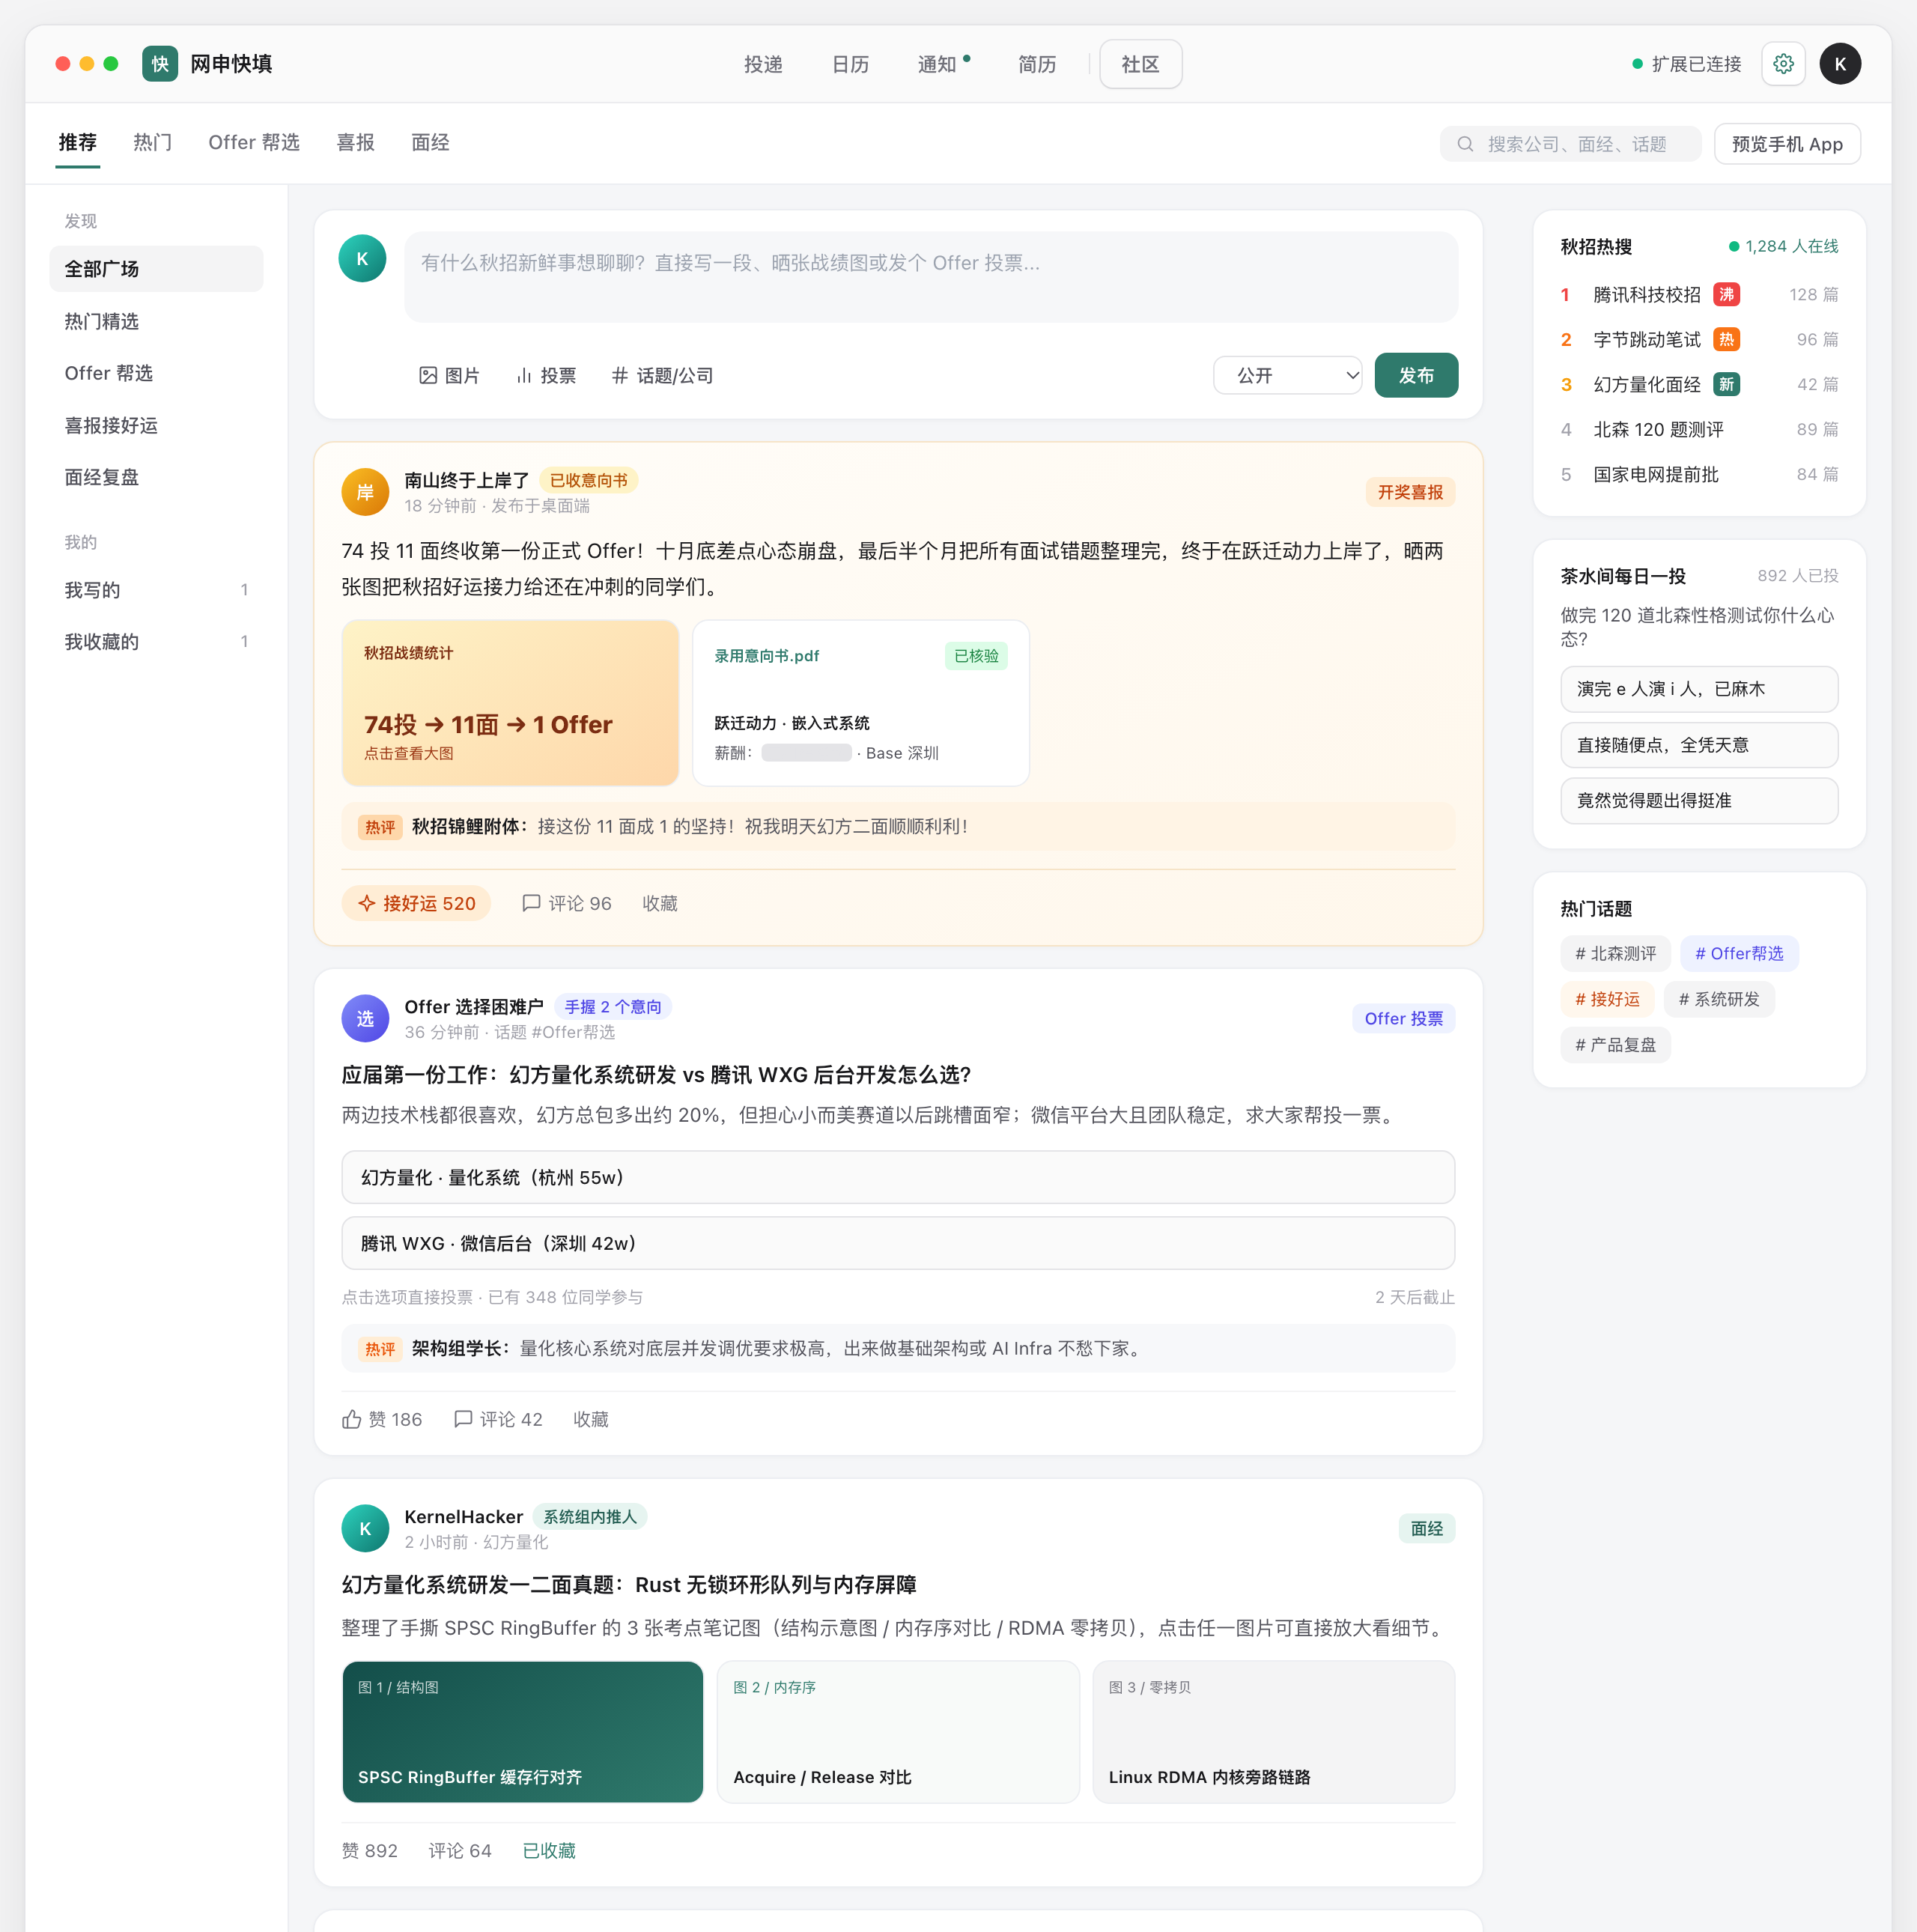 快 网申快填
投递 日历 通知 简历 社区
扩展已连接 K
推荐 热门 Offer 帮选 喜报 面经
搜索公司、面经、话题 预览手机 App
发现
全部广场
热门精选
Offer 帮选
喜报接好运
面经复盘
我的
我写的 1
我收藏的 1
K
有什么秋招新鲜事想聊聊？直接写一段、晒张战绩图或发个 Offer 投票...
图片 投票 话题/公司 公开 发布
岸 南山终于上岸了 已收意向书
18 分钟前 · 发布于桌面端
开奖喜报
74 投 11 面终收第一份正式 Offer！十月底差点心态崩盘，最后半个月把所有面试错题整理完，终于在跃迁动力上岸了，晒两
张图把秋招好运接力给还在冲刺的同学们。
秋招战绩统计
74投 → 11面 → 1 Offer
点击查看大图
录用意向书.pdf 已核验
跃迁动力 · 嵌入式系统
薪酬： · Base 深圳
热评 秋招锦鲤附体：接这份 11 面成 1 的坚持！祝我明天幻方二面顺顺利利！
接好运 520 评论 96 收藏
选 Offer 选择困难户 手握 2 个意向
36 分钟前 · 话题 #Offer帮选
Offer 投票
应届第一份工作：幻方量化系统研发 vs 腾讯 WXG 后台开发怎么选？
两边技术栈都很喜欢，幻方总包多出约 20%，但担心小而美赛道以后跳槽面窄；微信平台大且团队稳定，求大家帮投一票。
幻方量化 · 量化系统（杭州 55w）
腾讯 WXG · 微信后台（深圳 42w）
点击选项直接投票 · 已有 348 位同学参与 2 天后截止
热评 架构组学长：量化核心系统对底层并发调优要求极高，出来做基础架构或 AI Infra 不愁下家。
赞 186 评论 42 收藏
K KernelHacker 系统组内推人
2 小时前 · 幻方量化
面经
幻方量化系统研发一二面真题：Rust 无锁环形队列与内存屏障
整理了手撕 SPSC RingBuffer 的 3 张考点笔记图（结构示意图 / 内存序对比 / RDMA 零拷贝），点击任一图片可直接放大看细节。
图 1 / 结构图
SPSC RingBuffer 缓存行对齐
图 2 / 内存序
Acquire / Release 对比
图 3 / 零拷贝
Linux RDMA 内核旁路链路
赞 892 评论 64 已收藏
秋招热搜 1,284 人在线
1 腾讯科技校招 沸 128 篇
2 字节跳动笔试 热 96 篇
3 幻方量化面经 新 42 篇
4 北森 120 题测评 89 篇
5 国家电网提前批 84 篇
茶水间每日一投 892 人已投
做完 120 道北森性格测试你什么心
态？
演完 e 人演 i 人，已麻木
直接随便点，全凭天意
竟然觉得题出得挺准
热门话题
# 北森测评 # Offer帮选
# 接好运 # 系统研发
# 产品复盘